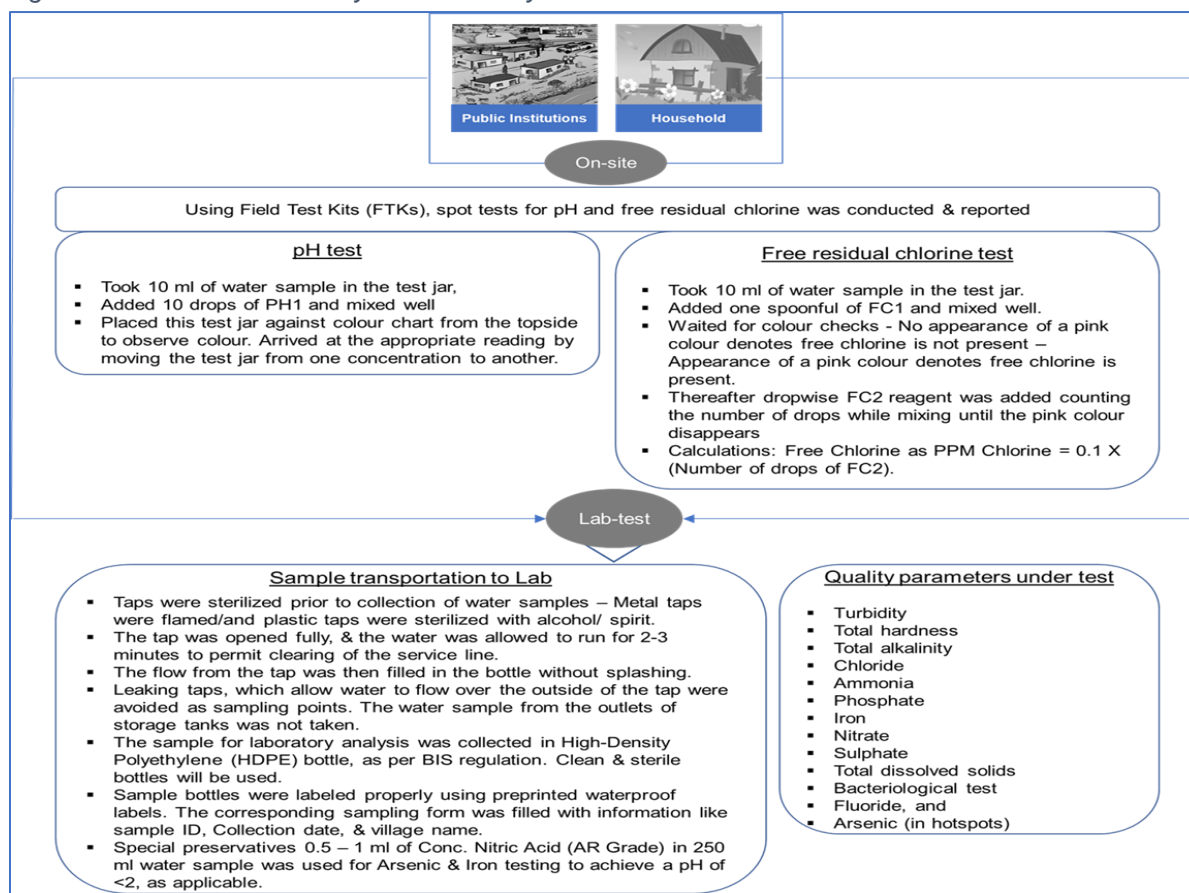 Public Institutions
Household
On-site
Using Field Test Kits (FTKs), spot tests for pH and free residual chlorine was conducted & reported
pH test
▪ Took 10 ml of water sample in the test jar,
▪ Added 10 drops of PH1 and mixed well
▪ Placed this test jar against colour chart from the topside
to observe colour. Arrived at the appropriate reading by
moving the test jar from one concentration to another.
Free residual chlorine test
▪ Took 10 ml of water sample in the test jar.
▪ Added one spoonful of FC1 and mixed well.
▪ Waited for colour checks - No appearance of a pink
colour denotes free chlorine is not present –
Appearance of a pink colour denotes free chlorine is
present.
▪ Thereafter dropwise FC2 reagent was added counting
the number of drops while mixing until the pink colour
disappears
▪ Calculations: Free Chlorine as PPM Chlorine = 0.1 X
(Number of drops of FC2).
Lab-test
Sample transportation to Lab
▪ Taps were sterilized prior to collection of water samples – Metal taps
were flamed/and plastic taps were sterilized with alcohol/ spirit.
▪ The tap was opened fully, & the water was allowed to run for 2-3
minutes to permit clearing of the service line.
▪ The flow from the tap was then filled in the bottle without splashing.
▪ Leaking taps, which allow water to flow over the outside of the tap were
avoided as sampling points. The water sample from the outlets of
storage tanks was not taken.
▪ The sample for laboratory analysis was collected in High-Density
Polyethylene (HDPE) bottle, as per BIS regulation. Clean & sterile
bottles will be used.
▪ Sample bottles were labeled properly using preprinted waterproof
labels. The corresponding sampling form was filled with information like
sample ID, Collection date, & village name.
▪ Special preservatives 0.5 – 1 ml of Conc. Nitric Acid (AR Grade) in 250
ml water sample was used for Arsenic & Iron testing to achieve a pH of
<2, as applicable.
Quality parameters under test
▪ Turbidity
▪ Total hardness
▪ Total alkalinity
▪ Chloride
▪ Ammonia
▪ Phosphate
▪ Iron
▪ Nitrate
▪ Sulphate
▪ Total dissolved solids
▪ Bacteriological test
▪ Fluoride, and
▪ Arsenic (in hotspots)